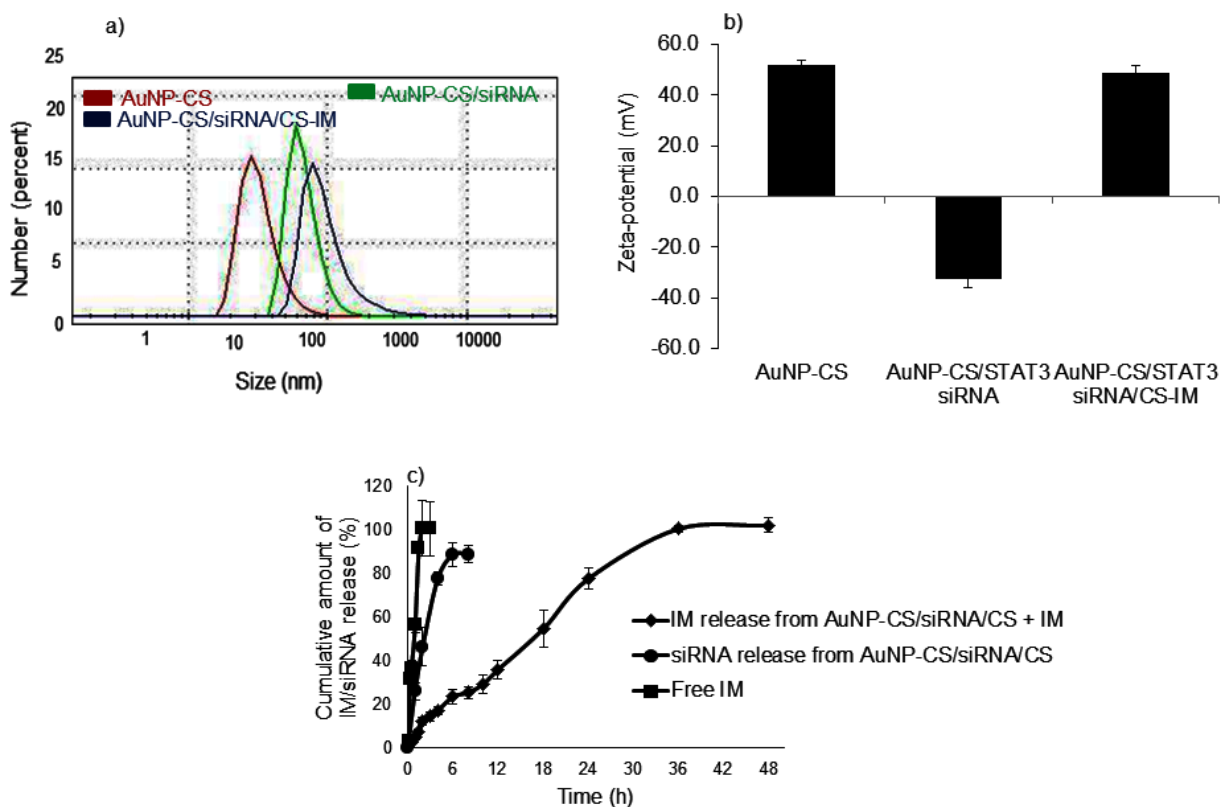 a)
25
20
15
10
5
0
Number (percent)
AuNP-CS
AuNP-CS/siRNA
AuNP-CS/siRNA/CS-IM
1 10 100 1000 10000
Size (nm)
b)
60.0
40.0
20.0
0.0
-20.0
-40.0
-60.0
Zeta-potential (mV)
AuNP-CS AuNP-CS/STAT3 AuNP-CS/STAT3
siRNA siRNA/CS-IM
c)
120
100
80
60
40
20
0
Cumulative amount of
IM/siRNA release (%)
IM release from AuNP-CS/siRNA/CS + IM
siRNA release from AuNP-CS/siRNA/CS
Free IM
0 6 12 18 24 30 36 42 48
Time (h)